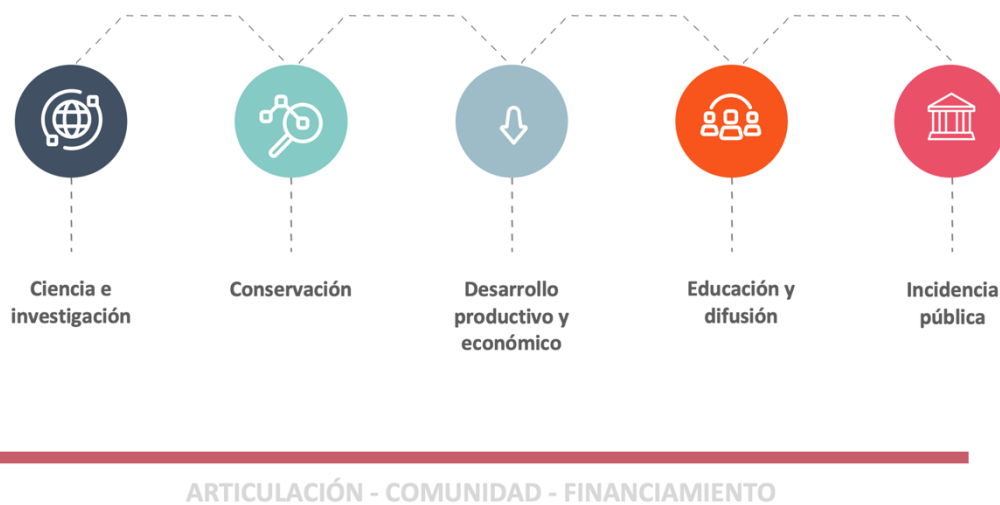 Ciencia e
investigación
Conservación
Desarrollo
productivo y
económico
Educación y
difusión
Incidencia
pública
ARTICULACIÓN - COMUNIDAD - FINANCIAMIENTO